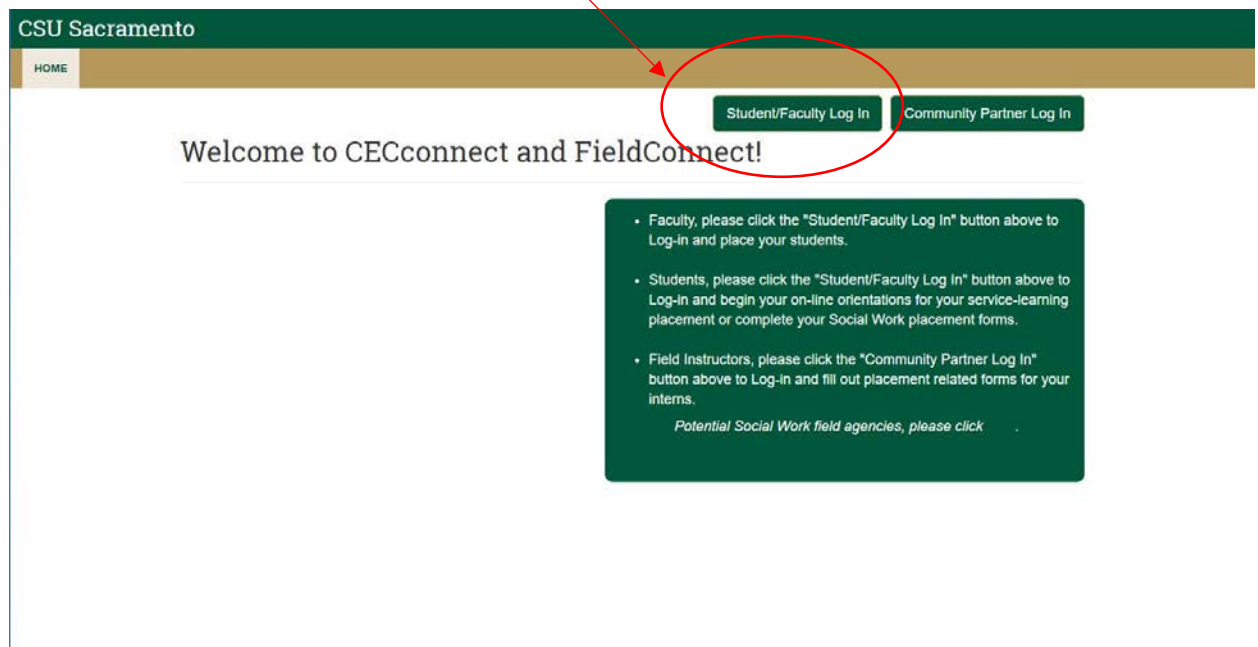 CSU Sacramento
HOME
Student/Faculty Log In
Community Partner Log In
Welcome to CECconnect and FieldConnect!
• Faculty, please click the "Student/Faculty Log In" button above to
Log-in and place your students.
• Students, please click the "Student/Faculty Log In" button above to
Log-in and begin your on-line orientations for your service-learning
placement or complete your Social Work placement forms.
• Field Instructors, please click the "Community Partner Log In"
button above to Log-in and fill out placement related forms for your
interns.
Potential Social Work field agencies, please click .